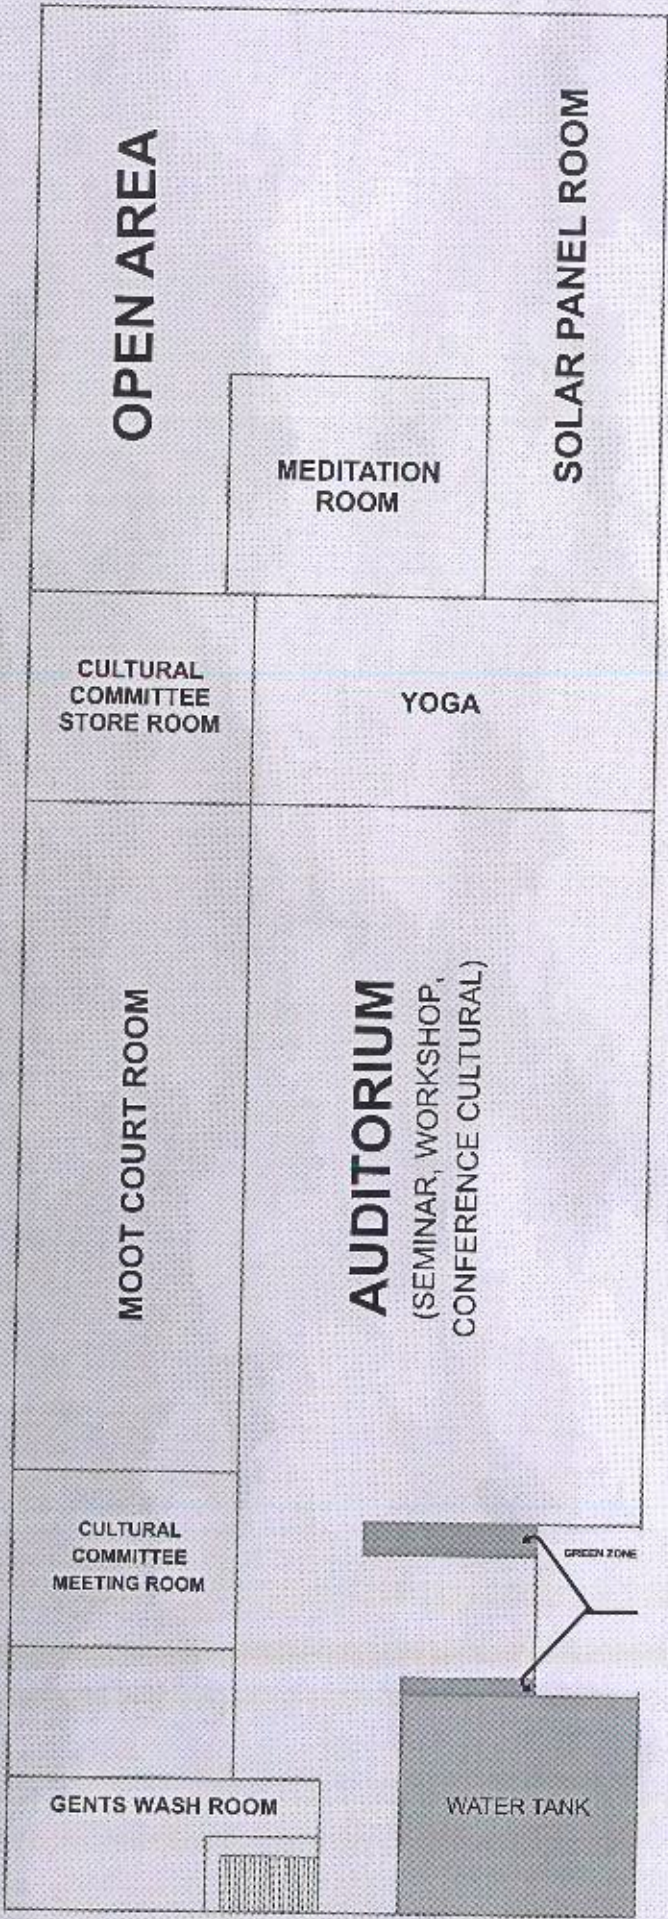 OPEN AREA
SOLAR PANEL ROOM
MEDITATION
ROOM
CULTURAL
COMMITTEE
STORE ROOM
YOGA
MOOT COURT ROOM
AUDITORIUM
(SEMINAR, WORKSHOP,
CONFERENCE CULTURAL)
CULTURAL
COMMITTEE
MEETING ROOM
GREEN ZONE
GENTS WASH ROOM
WATER TANK